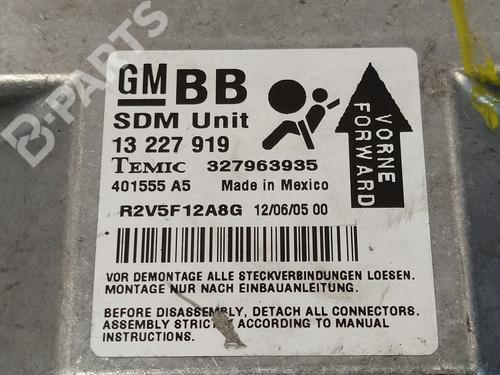 B-PARTS
GM BB
SDM Unit
13 227 919
TEMIC 327963935
401555 A5 Made in Mexico
R2V5F12A8G 12/06/05 00
VORNE
FORWARD
VOR DEMONTAGE ALLE STECKVERBINDUNGEN LOESEN.
MONTAGE NUR NACH EINBAUANLEITUNG.
BEFORE DISASSEMBLY, DETACH ALL CONNECTORS.
ASSEMBLY STRICTLY ACCORDING TO MANUAL
INSTRUCTIONS.